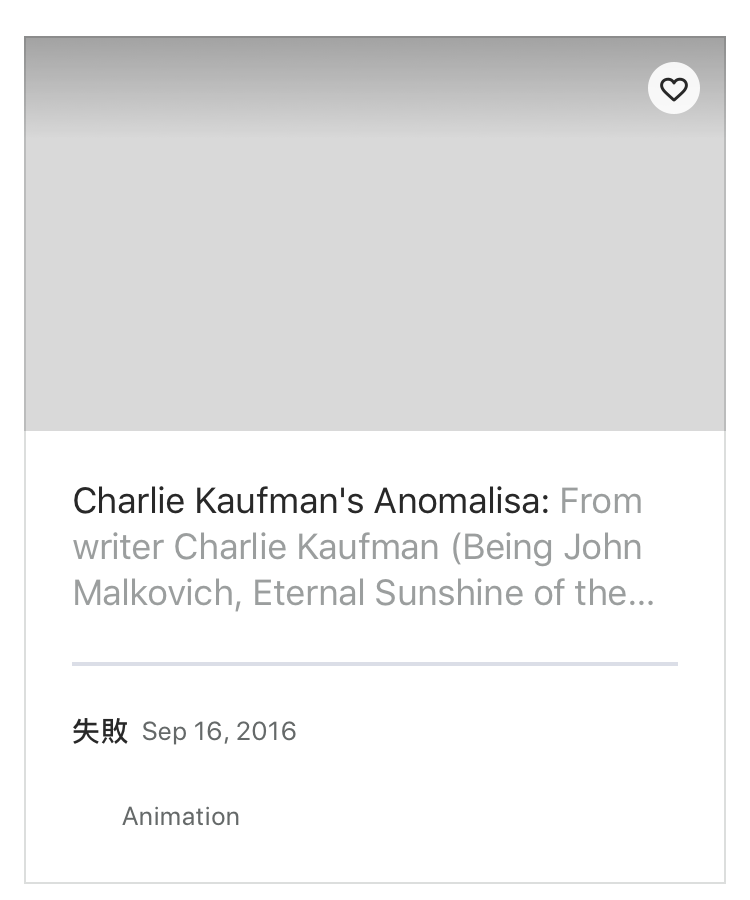 Charlie Kaufman's Anomalisa: From
writer Charlie Kaufman (Being John
Malkovich, Eternal Sunshine of the...
失敗 Sep 16, 2016
Animation